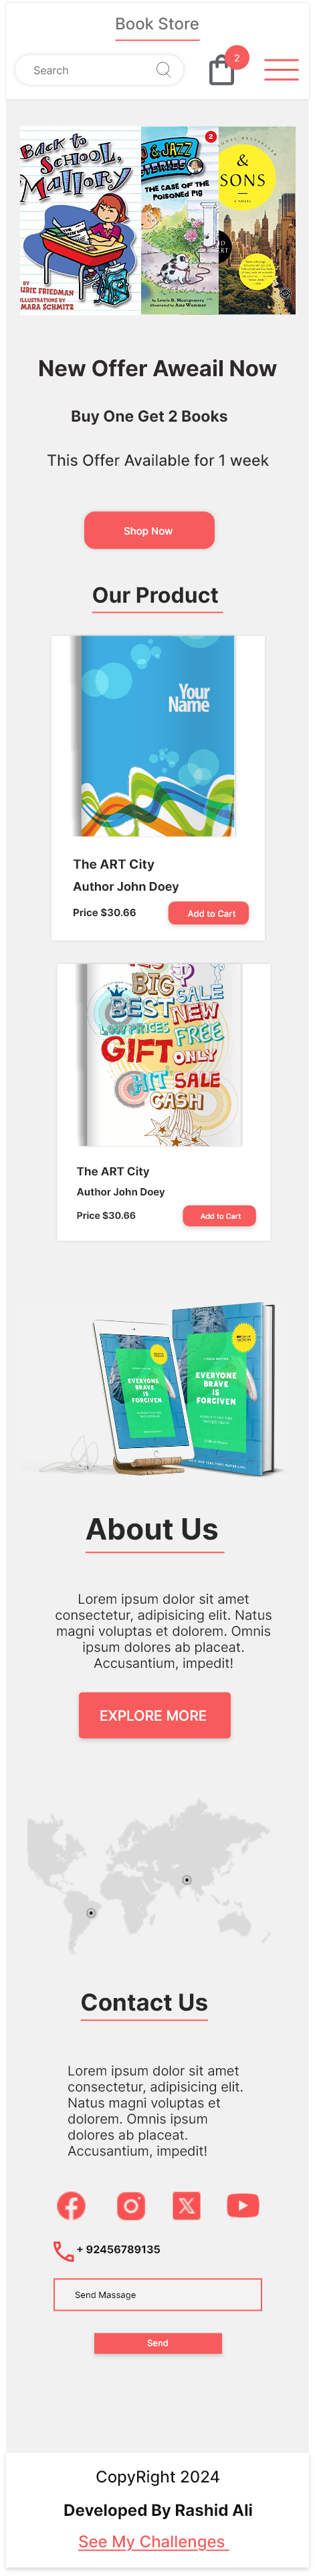 Book Store
Search
2
Back to
SCHOOL,
Mallory
URIE FRIEDMAN
ILLUSTRATIONS BY
MARA SCHMITZ
& JAZZ
2
THE CASE OF THE
POISONED PIG
by Lewis B. Montgomery
&
SONS
A NOVEL
New Offer Aweail Now
Buy One Get 2 Books
This Offer Available for 1 week
Shop Now
Our Product
Your
Name
The ART City
Author John Doey
Price $30.66
Add to Cart
BIG SALE
BEST NEW
LOW PRICES FREE
GIFT ONLY
HIT SALE
CASH
The ART City
Author John Doey
Price $30.66
Add to Cart
EVERYONE
BRAVE
IS
FORGIVEN
EVERYONE
BRAVE
IS
FORGIVEN
About Us
Lorem ipsum dolor sit amet
consectetur, adipisicing elit. Natus
magni voluptas et dolorem. Omnis
ipsum dolores ab placeat.
Accusantium, impedit!
EXPLORE MORE
Contact Us
Lorem ipsum dolor sit amet
consectetur, adipisicing elit.
Natus magni voluptas et
dolorem. Omnis ipsum
dolores ab placeat.
Accusantium, impedit!
+ 92456789135
Send Massage
Send
CopyRight 2024
Developed By Rashid Ali
See My Challenges